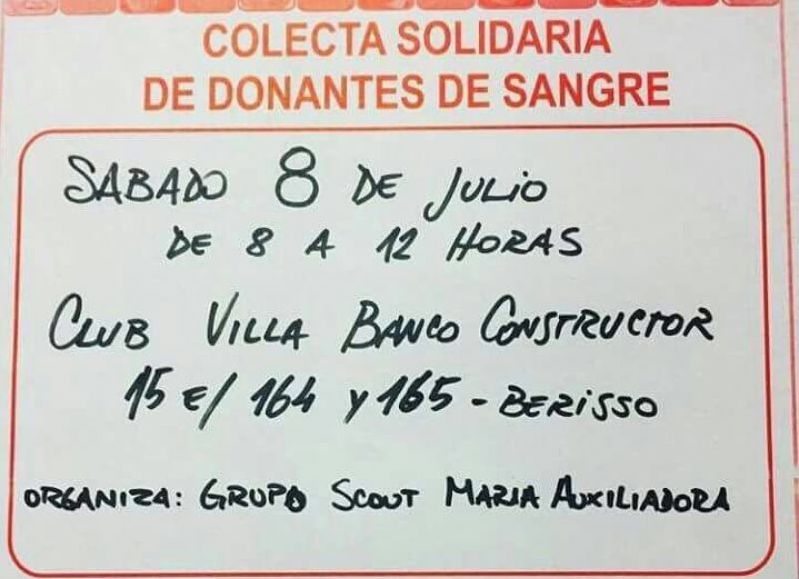 COLECTA SOLIDARIA
DE DONANTES DE SANGRE
SABADO 8 DE JULIO
DE 8 A 12 HORAS
CLUB VILLA BANCO CONSTRUCTOR
15 E/ 164 Y 165 - BERISSO
ORGANIZA: GRUPO SCOUT MARIA AUXILIADORA